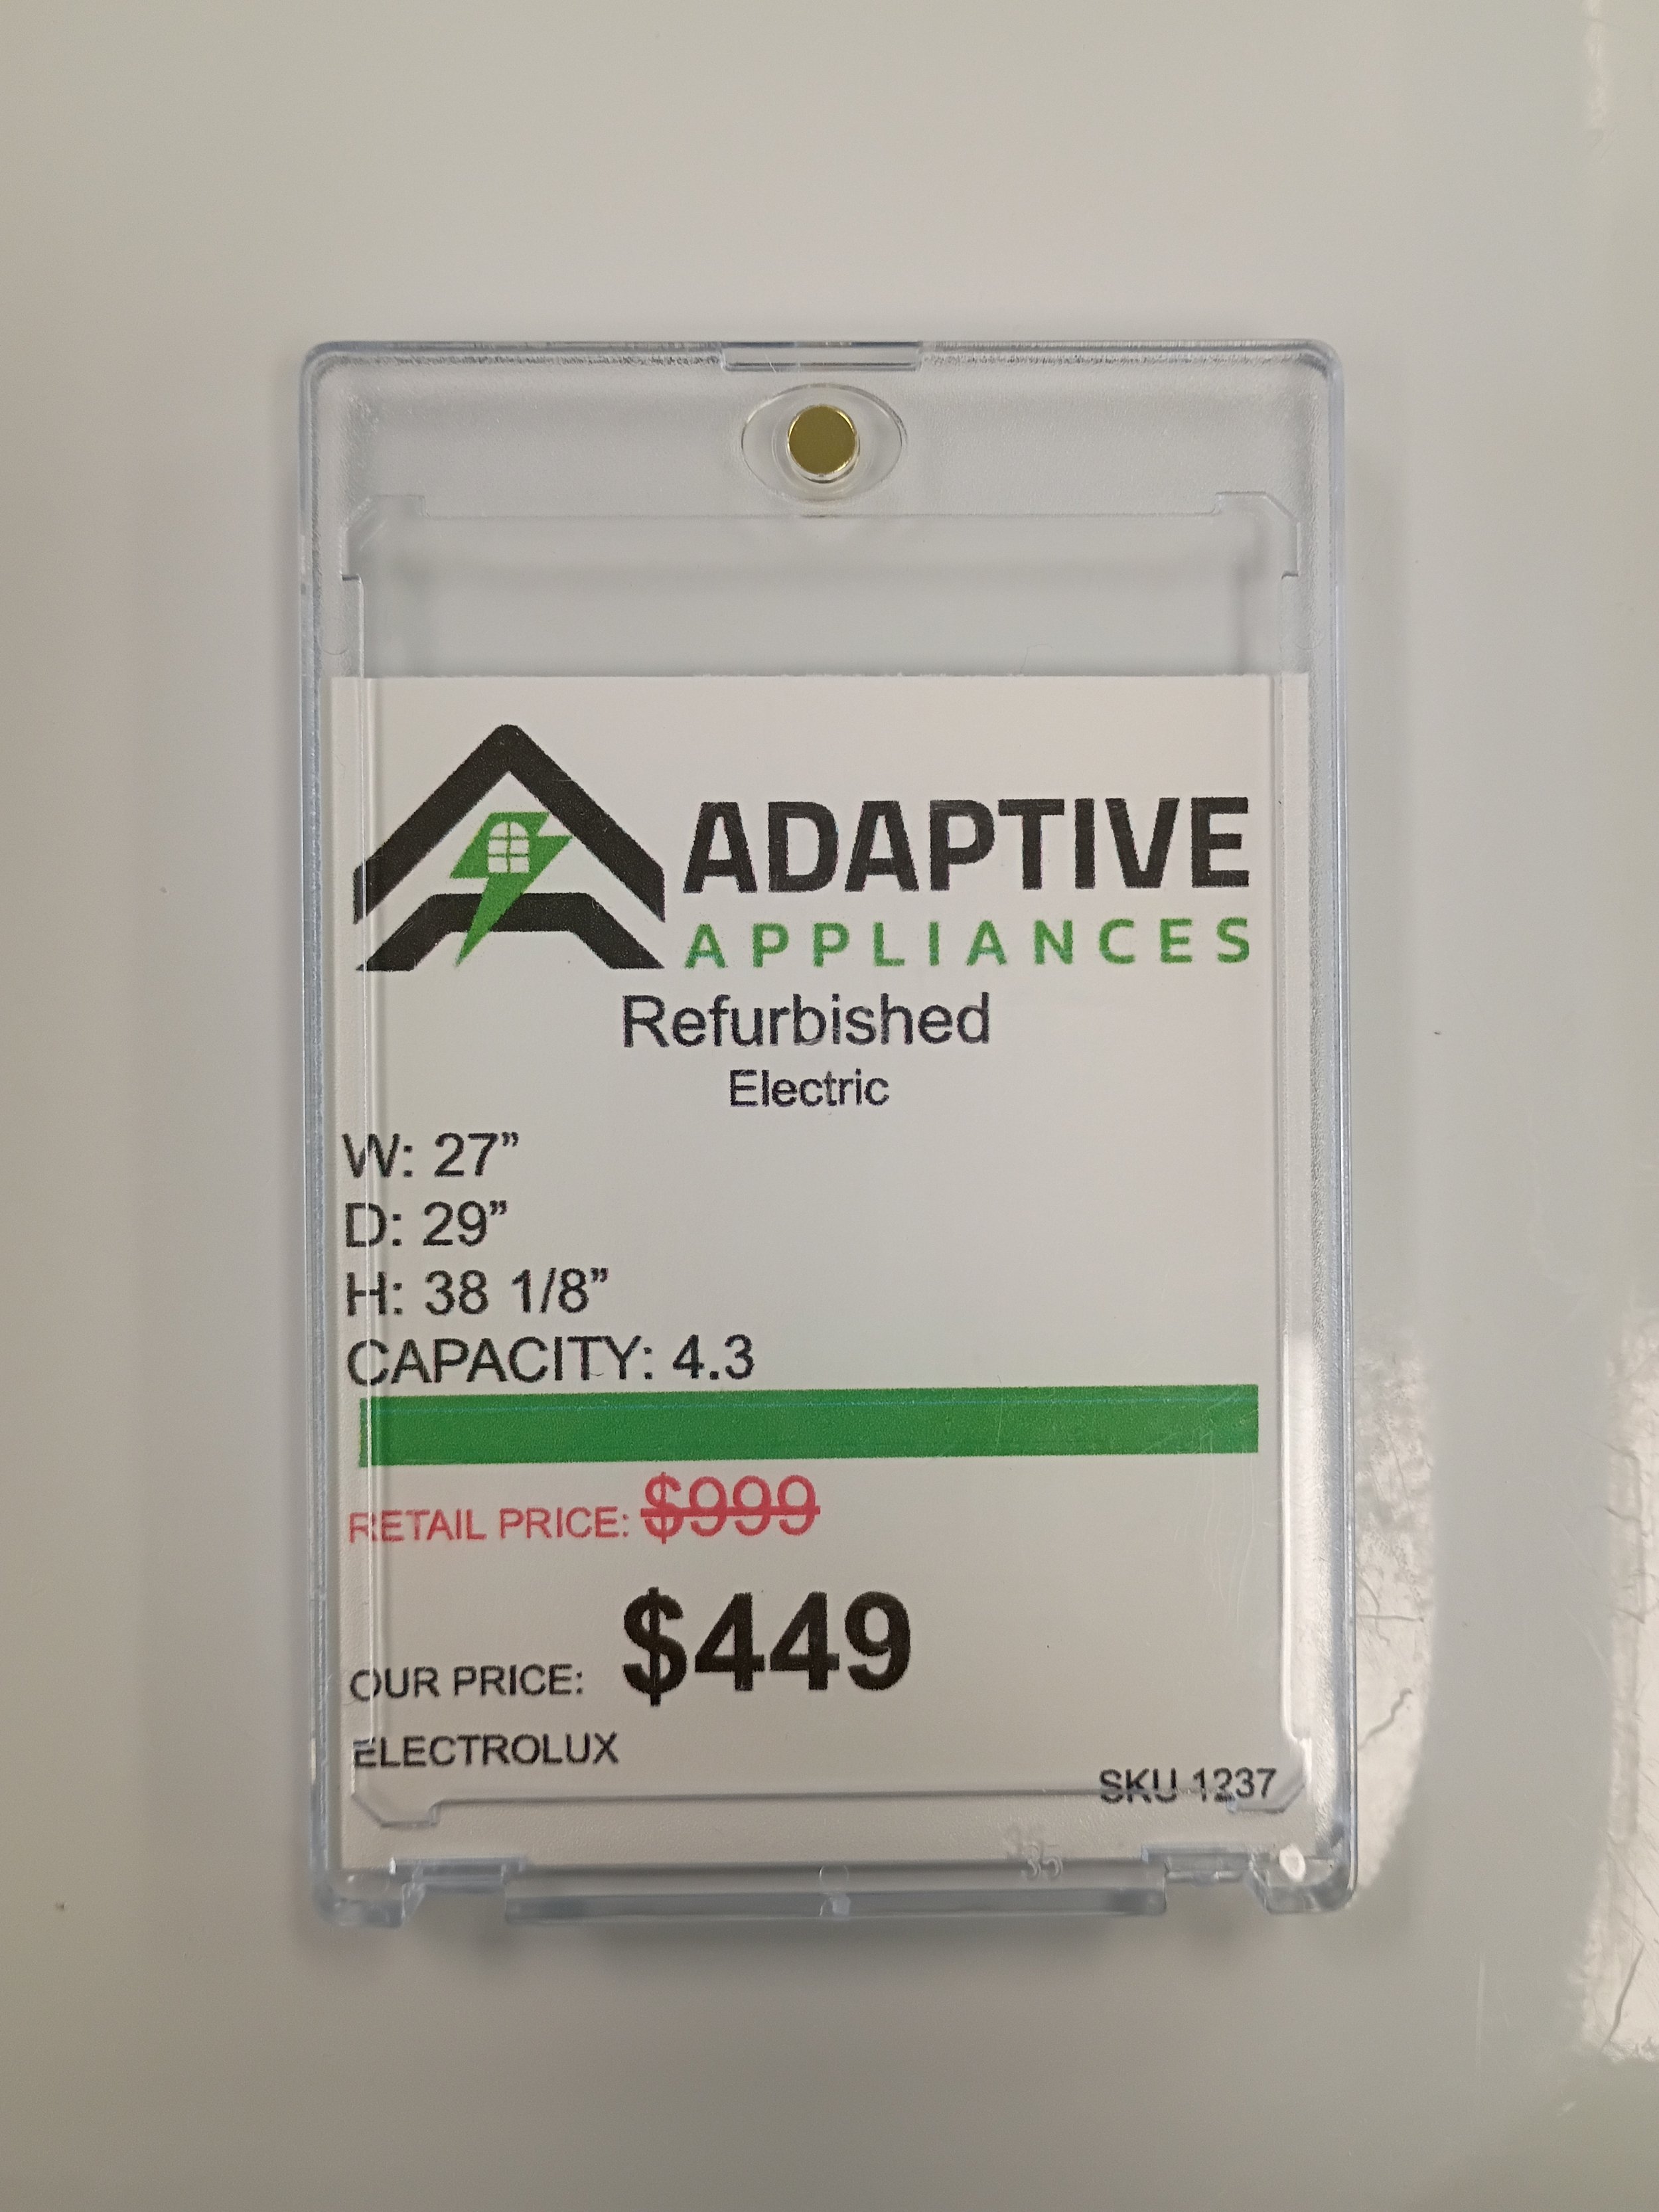 ADAPTIVE
APPLIANCES
Refurbished
Electric
W: 27”
D: 29”
H: 38 1/8”
CAPACITY: 4.3
RETAIL PRICE: $999
OUR PRICE: $449
ELECTROLUX
SKU 1237